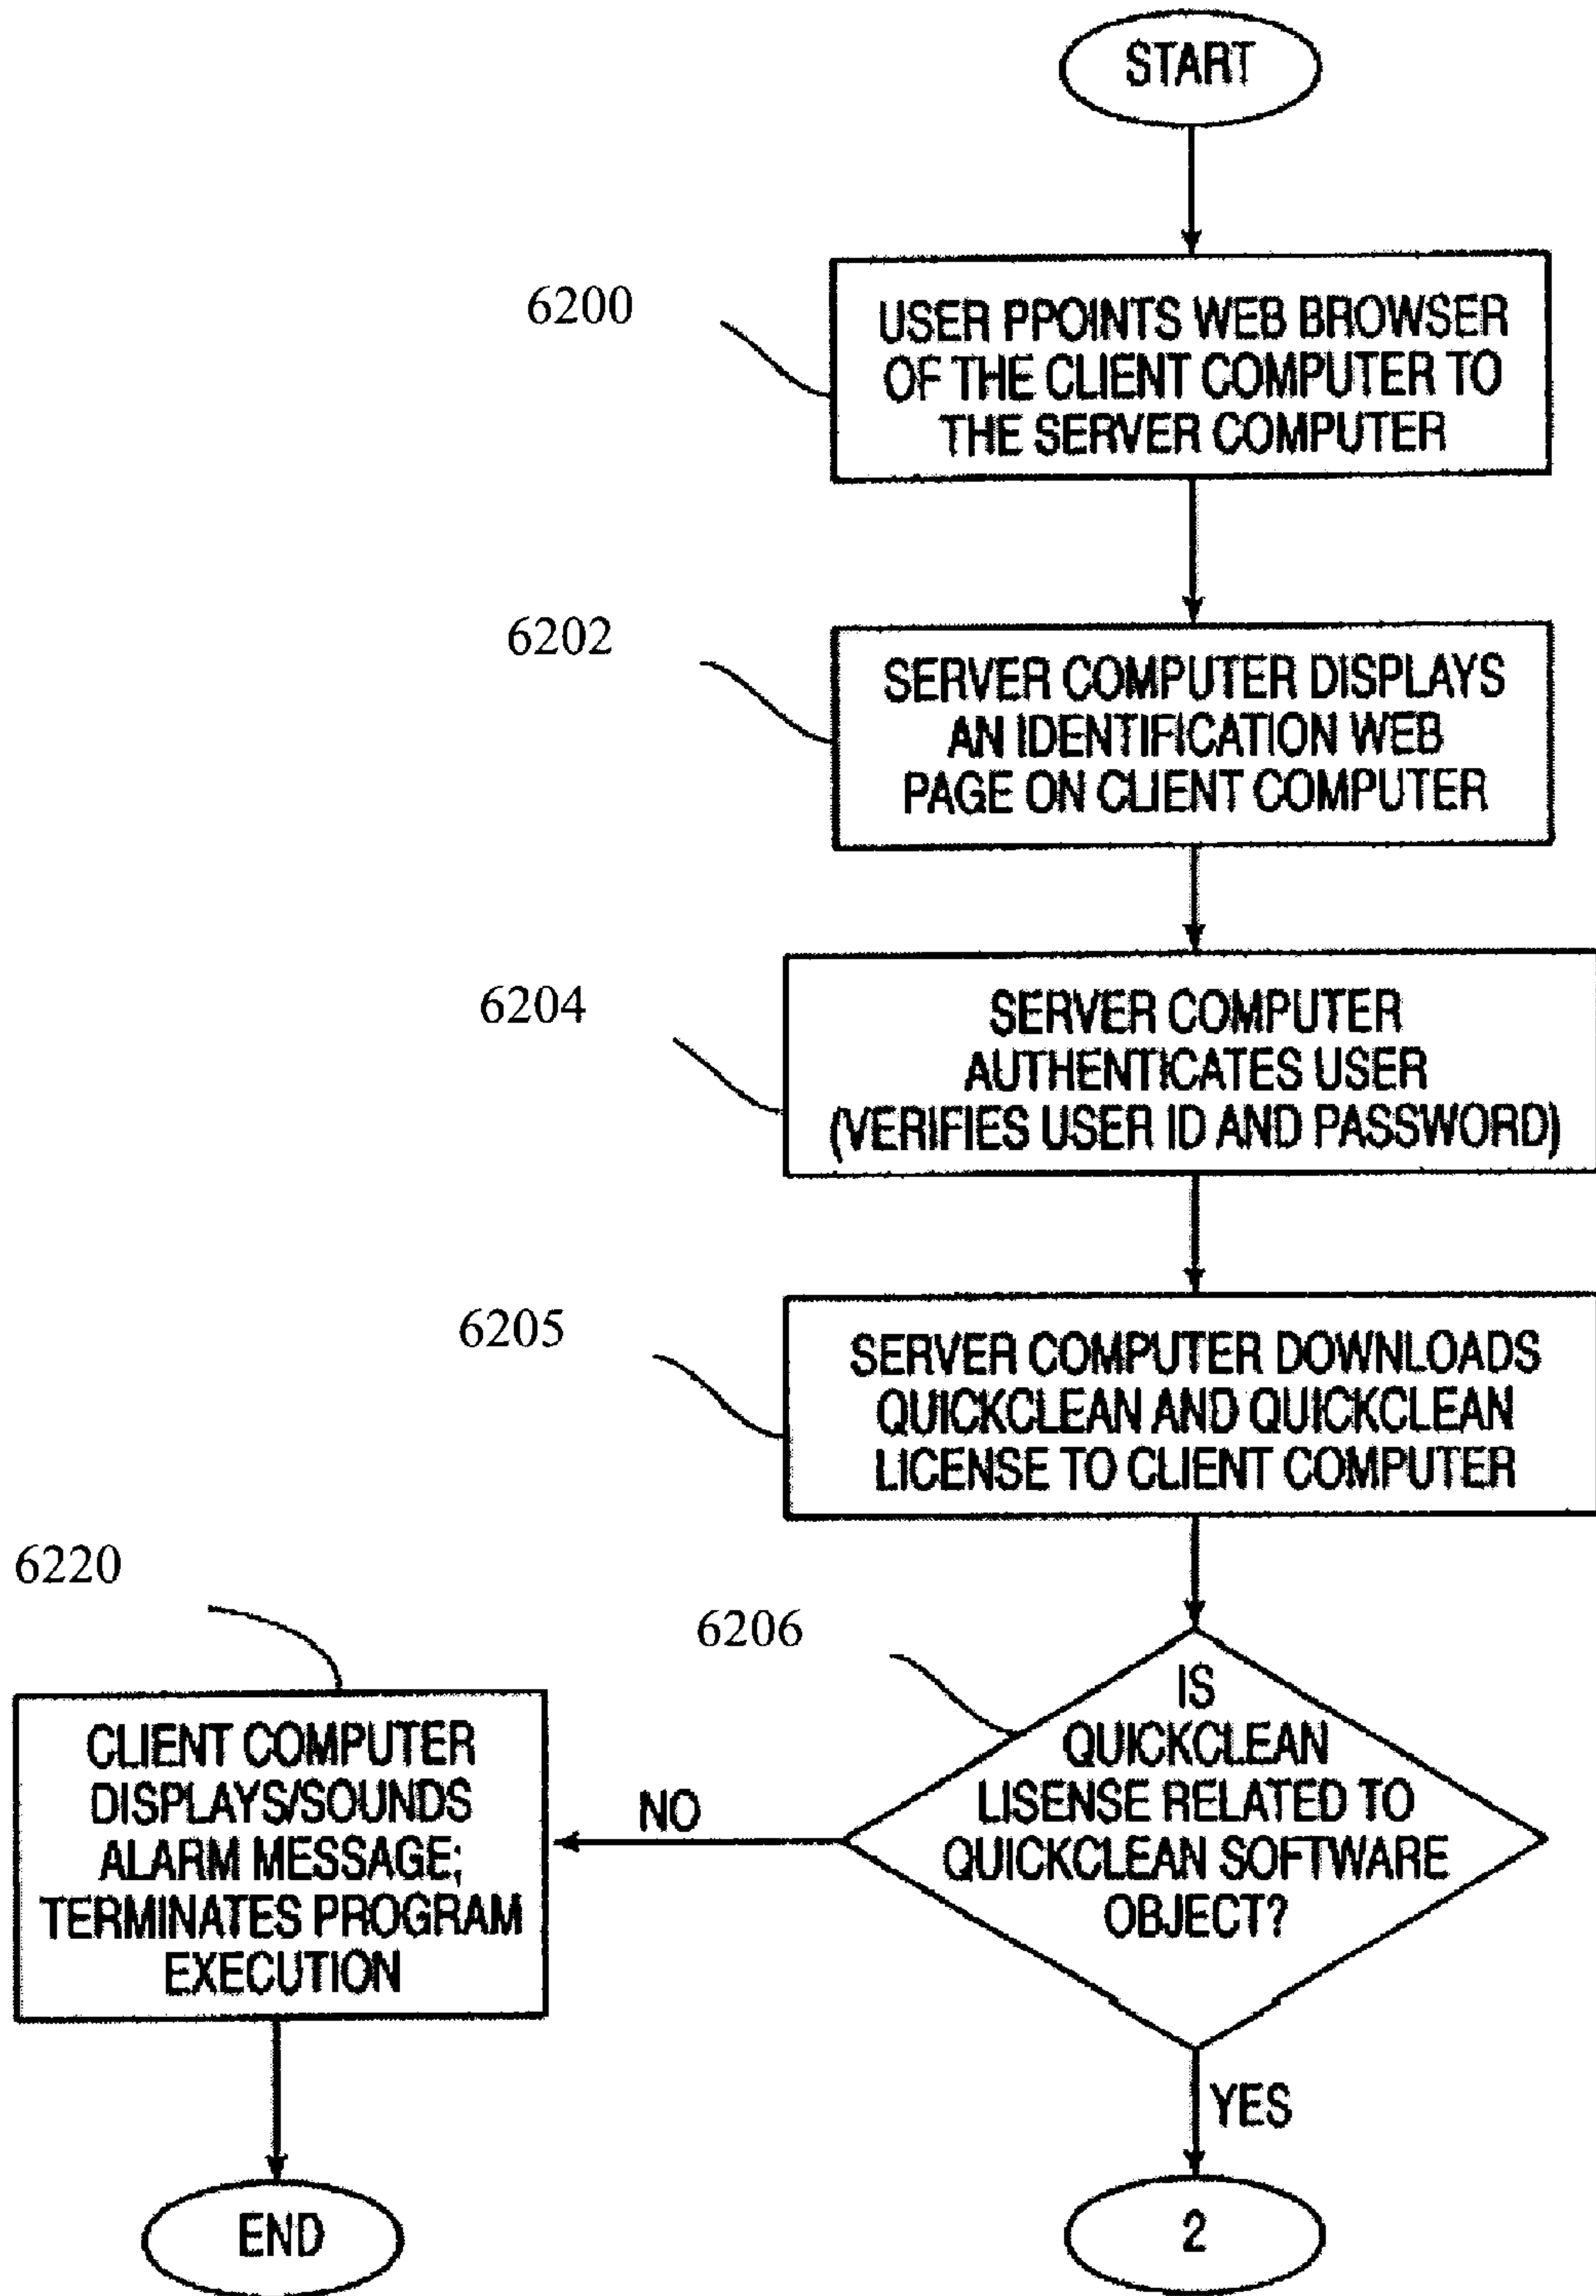 START
6200
USER PPOINTS WEB BROWSER
OF THE CLIENT COMPUTER TO
THE SERVER COMPUTER
6202
SERVER COMPUTER DISPLAYS
AN IDENTIFICATION WEB
PAGE ON CLIENT COMPUTER
6204
SERVER COMPUTER
AUTHENTICATES USER
(VERIFIES USER ID AND PASSWORD)
6205
SERVER COMPUTER DOWNLOADS
QUICKCLEAN AND QUICKCLEAN
LICENSE TO CLIENT COMPUTER
6206
IS
QUICKCLEAN
LISENSE RELATED TO
QUICKCLEAN SOFTWARE
OBJECT?
NO
6220
CLIENT COMPUTER
DISPLAYS/SOUNDS
ALARM MESSAGE;
TERMINATES PROGRAM
EXECUTION
END
YES
2